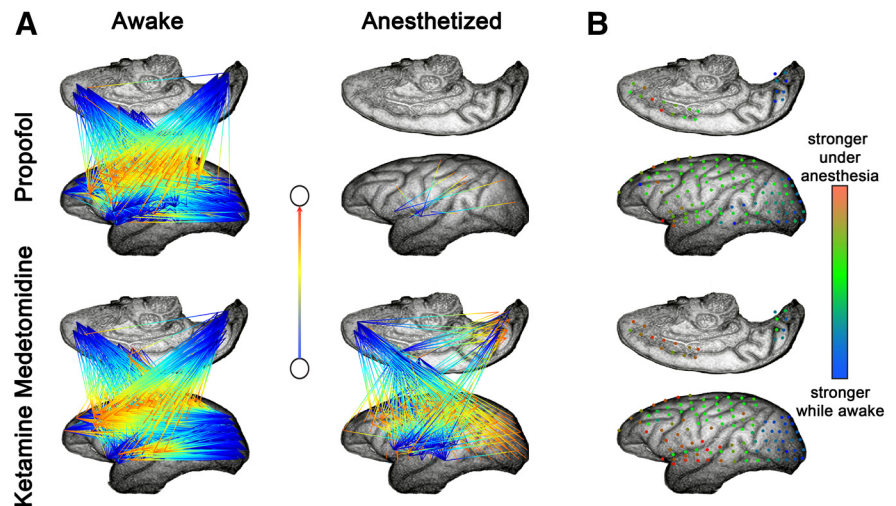 A
Awake
Anesthetized
B
Propofol
Ketamine Medetomidine
stronger
under
anesthesia
stronger
while awake